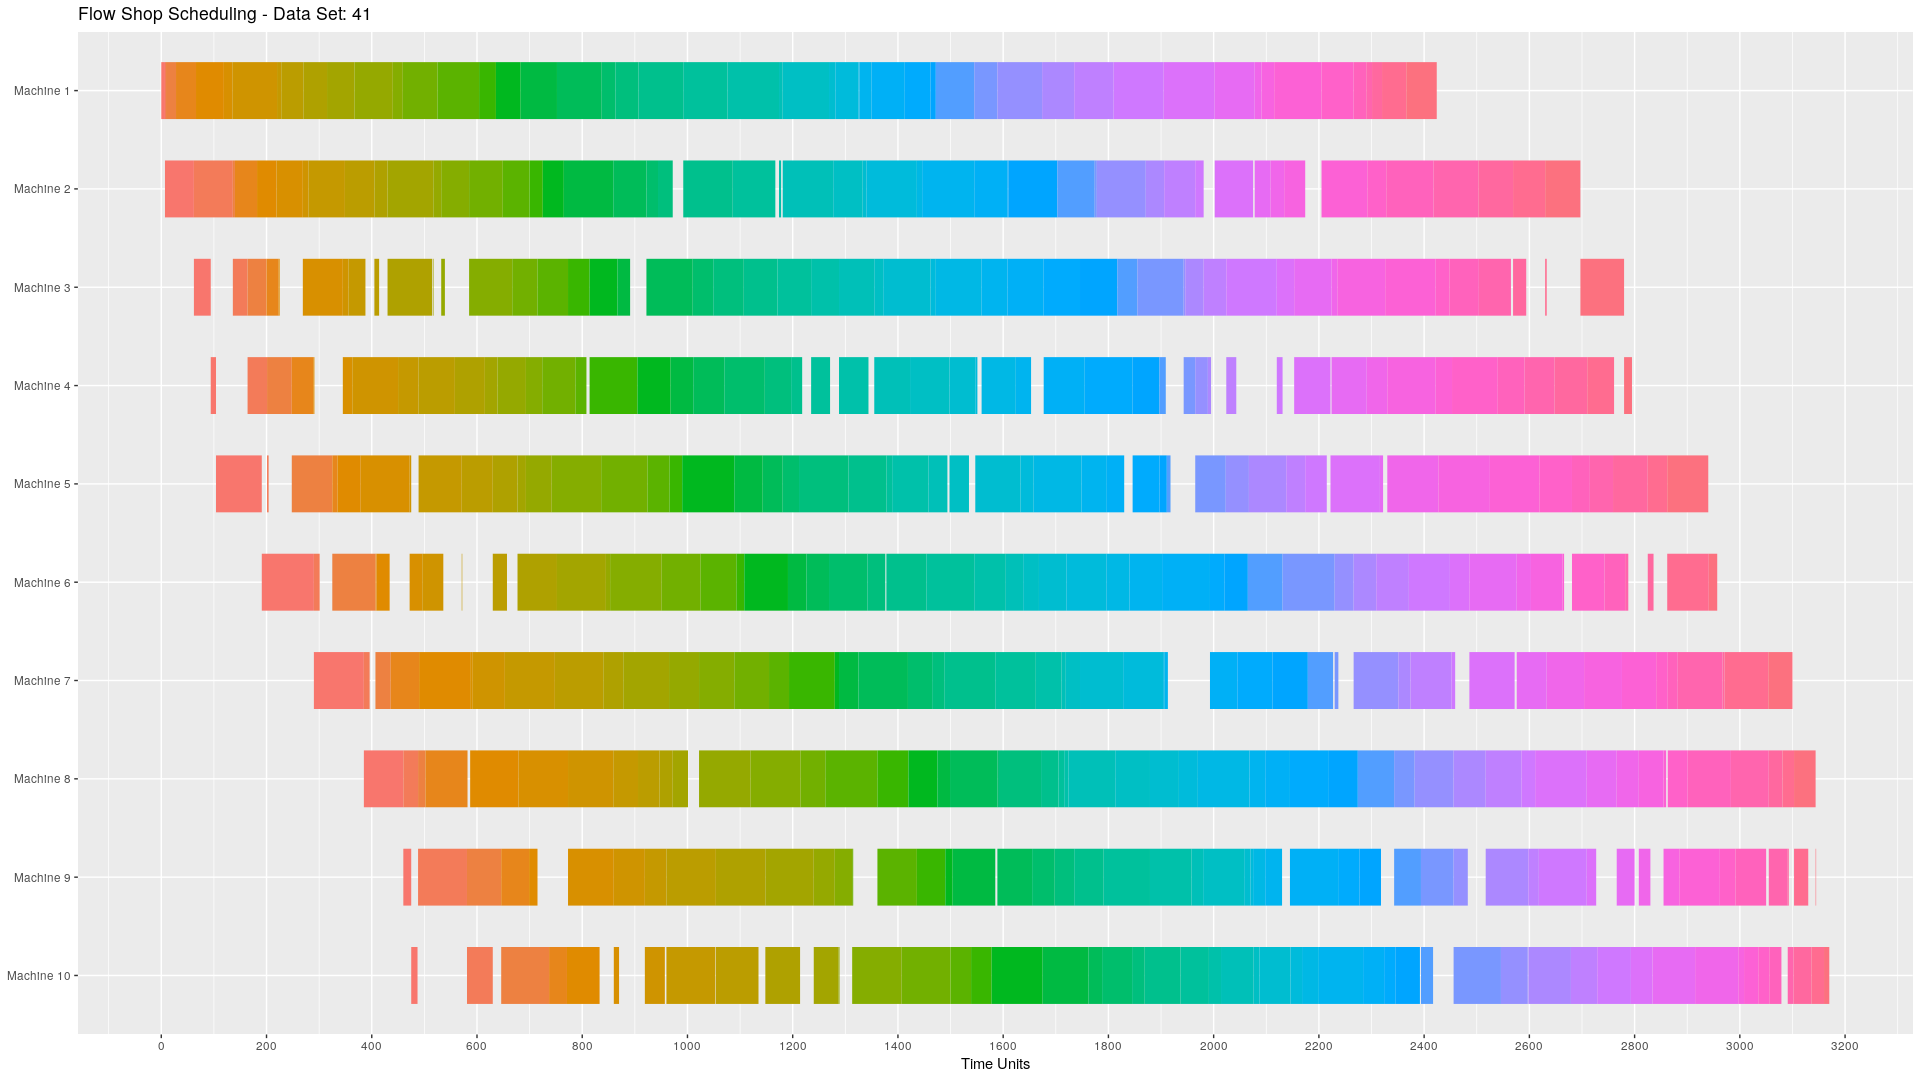 Flow Shop Scheduling - Data Set: 41
Machine 1
Machine 2
Machine 3
Machine 4
Machine 5
Machine 6
Machine 7
Machine 8
Machine 9
Machine 10
0 200 400 600 800 1000 1200 1400 1600 1800 2000 2200 2400 2600 2800 3000 3200
Time Units